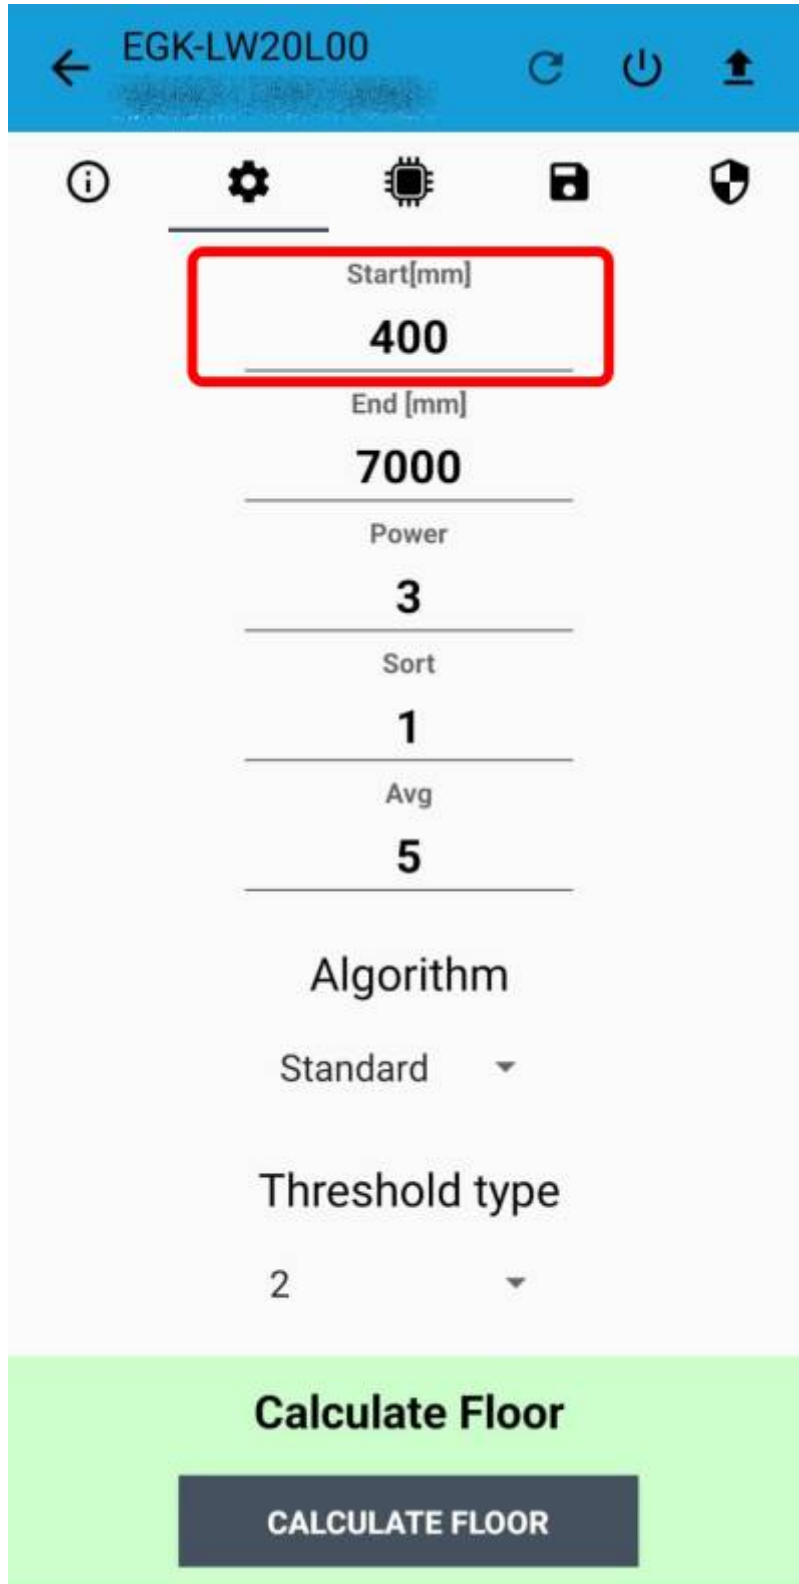 EGK-LW20L00
Start[mm]
400
End [mm]
7000
Power
3
Sort
1
Avg
5
Algorithm
Standard
Threshold type
2
Calculate Floor
CALCULATE FLOOR